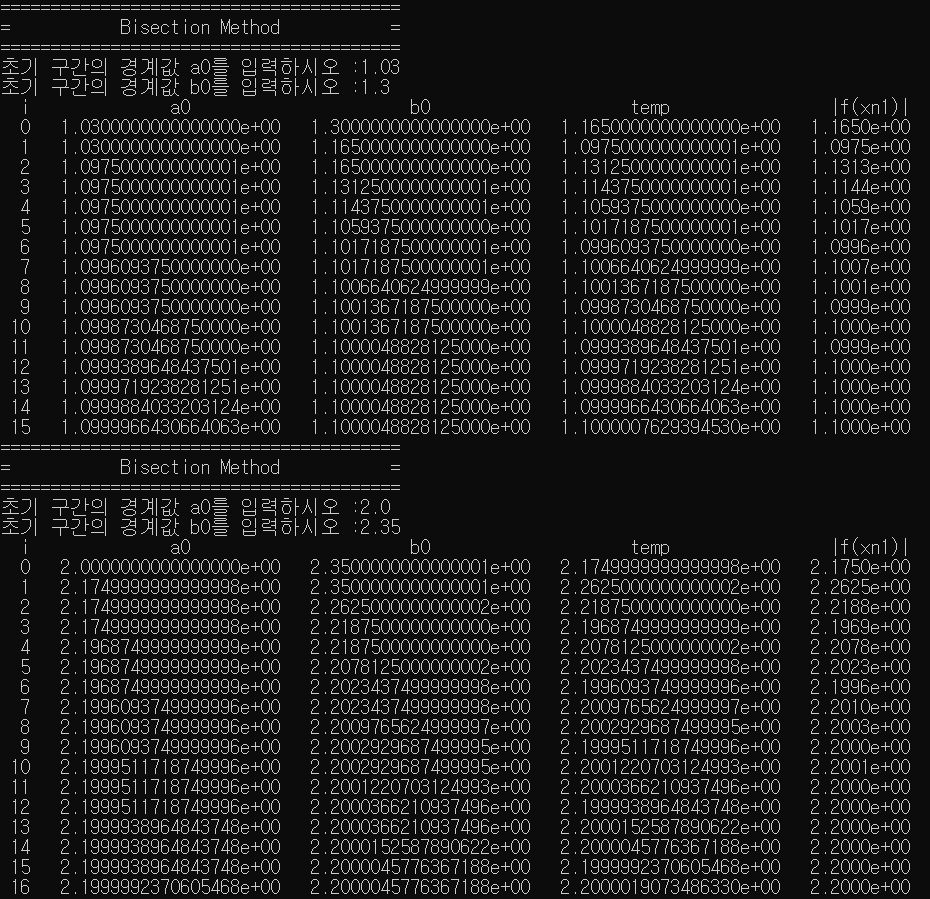 ========================================
=           Bisection Method           =
========================================
초기 구간의 경계값 a0를 입력하시오 :1.03
초기 구간의 경계값 b0를 입력하시오 :1.3
i a0 b0 temp |f(xn1)|
0 1.0300000000000000e+00 1.3000000000000000e+00 1.1650000000000000e+00 1.1650e+00
1 1.0300000000000000e+00 1.1650000000000000e+00 1.0975000000000001e+00 1.0975e+00
2 1.0975000000000001e+00 1.1650000000000000e+00 1.1312500000000001e+00 1.1313e+00
3 1.0975000000000001e+00 1.1312500000000001e+00 1.1143750000000001e+00 1.1144e+00
4 1.0975000000000001e+00 1.1143750000000001e+00 1.1059375000000000e+00 1.1059e+00
5 1.0975000000000001e+00 1.1059375000000000e+00 1.1017187500000001e+00 1.1017e+00
6 1.0975000000000001e+00 1.1017187500000001e+00 1.0996093750000000e+00 1.0996e+00
7 1.0996093750000000e+00 1.1017187500000001e+00 1.1006640624999999e+00 1.1007e+00
8 1.0996093750000000e+00 1.1006640624999999e+00 1.1001367187500000e+00 1.1001e+00
9 1.0996093750000000e+00 1.1001367187500000e+00 1.0998730468750000e+00 1.0999e+00
10 1.0998730468750000e+00 1.1001367187500000e+00 1.1000048828125000e+00 1.1000e+00
11 1.0998730468750000e+00 1.1000048828125000e+00 1.0999389648437501e+00 1.0999e+00
12 1.0999389648437501e+00 1.1000048828125000e+00 1.0999719238281251e+00 1.1000e+00
13 1.0999719238281251e+00 1.1000048828125000e+00 1.0999884033203124e+00 1.1000e+00
14 1.0999884033203124e+00 1.1000048828125000e+00 1.0999966430664063e+00 1.1000e+00
15 1.0999966430664063e+00 1.1000048828125000e+00 1.1000007629394530e+00 1.1000e+00
========================================
=           Bisection Method           =
========================================
초기 구간의 경계값 a0를 입력하시오 :2.0
초기 구간의 경계값 b0를 입력하시오 :2.35
i a0 b0 temp |f(xn1)|
0 2.0000000000000000e+00 2.3500000000000001e+00 2.1749999999999998e+00 2.1750e+00
1 2.1749999999999998e+00 2.3500000000000001e+00 2.2625000000000002e+00 2.2625e+00
2 2.1749999999999998e+00 2.2625000000000002e+00 2.2187500000000000e+00 2.2188e+00
3 2.1749999999999998e+00 2.2187500000000000e+00 2.1968749999999999e+00 2.1969e+00
4 2.1968749999999999e+00 2.2187500000000000e+00 2.2078125000000002e+00 2.2078e+00
5 2.1968749999999999e+00 2.2078125000000002e+00 2.2023437499999998e+00 2.2023e+00
6 2.1968749999999999e+00 2.2023437499999998e+00 2.1996093749999996e+00 2.1996e+00
7 2.1996093749999996e+00 2.2023437499999998e+00 2.2009765624999997e+00 2.2010e+00
8 2.1996093749999996e+00 2.2009765624999997e+00 2.2002929687499995e+00 2.2003e+00
9 2.1996093749999996e+00 2.2002929687499995e+00 2.1999511718749996e+00 2.2000e+00
10 2.1999511718749996e+00 2.2002929687499995e+00 2.2001220703124993e+00 2.2001e+00
11 2.1999511718749996e+00 2.2001220703124993e+00 2.2000366210937496e+00 2.2000e+00
12 2.1999511718749996e+00 2.2000366210937496e+00 2.1999938964843748e+00 2.2000e+00
13 2.1999938964843748e+00 2.2000366210937496e+00 2.2000152587890622e+00 2.2000e+00
14 2.1999938964843748e+00 2.2000152587890622e+00 2.2000045776367188e+00 2.2000e+00
15 2.1999938964843748e+00 2.2000045776367188e+00 2.1999992370605468e+00 2.2000e+00
16 2.1999992370605468e+00 2.2000045776367188e+00 2.2000019073486330e+00 2.2000e+00